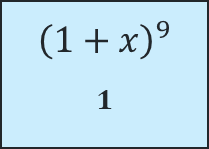 (1 + x)⁹
1